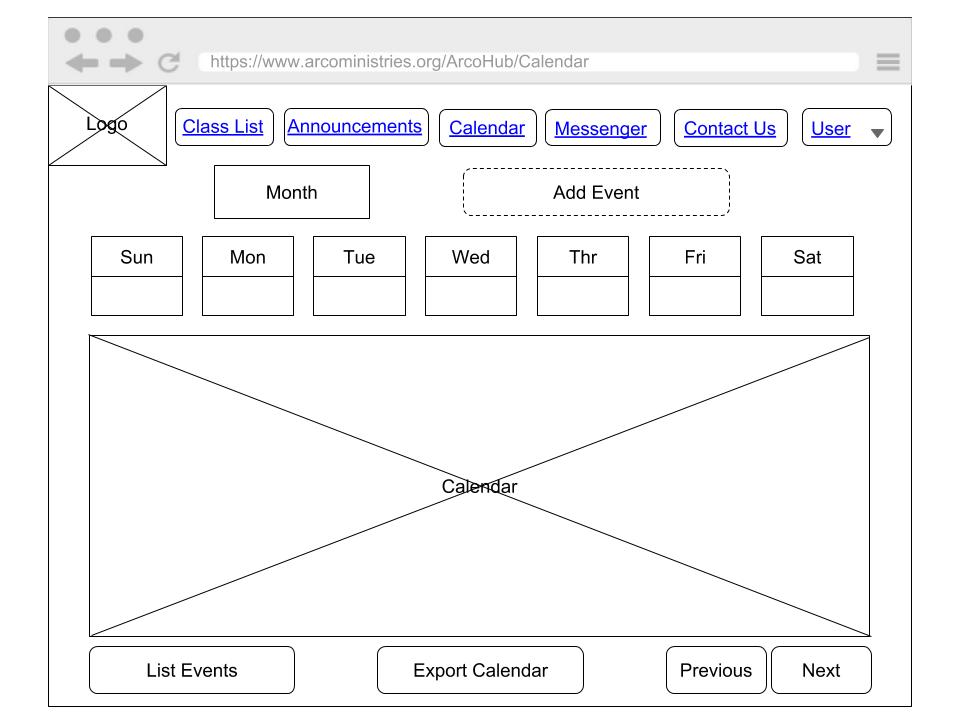 https://www.arcoministries.org/ArcoHub/Calendar
Logo
Class List
Announcements
Calendar
Messenger
Contact Us
User
Month
Add Event
Sun
Mon
Tue
Wed
Thr
Fri
Sat
Calendar
List Events
Export Calendar
Previous
Next